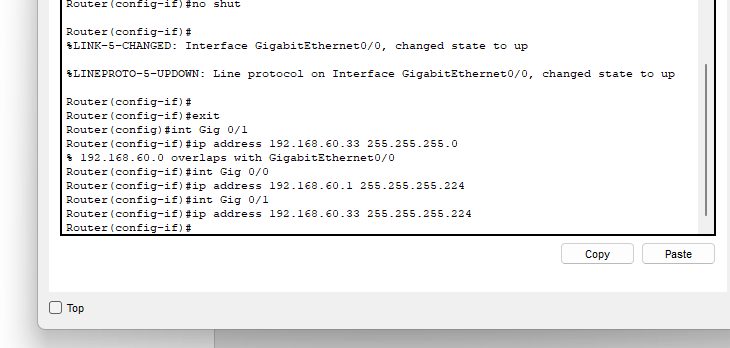 Router(config-if)#no shut
Router(config-if)#
%LINK-5-CHANGED: Interface GigabitEthernet0/0, changed state to up
%LINEPROTO-5-UPDOWN: Line protocol on Interface GigabitEthernet0/0, changed state to up
Router(config-if)#
Router(config-if)#exit
Router(config)#int Gig 0/1
Router(config-if)#ip address 192.168.60.33 255.255.255.0
% 192.168.60.0 overlaps with GigabitEthernet0/0
Router(config-if)#int Gig 0/0
Router(config-if)#ip address 192.168.60.1 255.255.255.224
Router(config-if)#int Gig 0/1
Router(config-if)#ip address 192.168.60.33 255.255.255.224
Router(config-if)#
Copy
Paste
Top